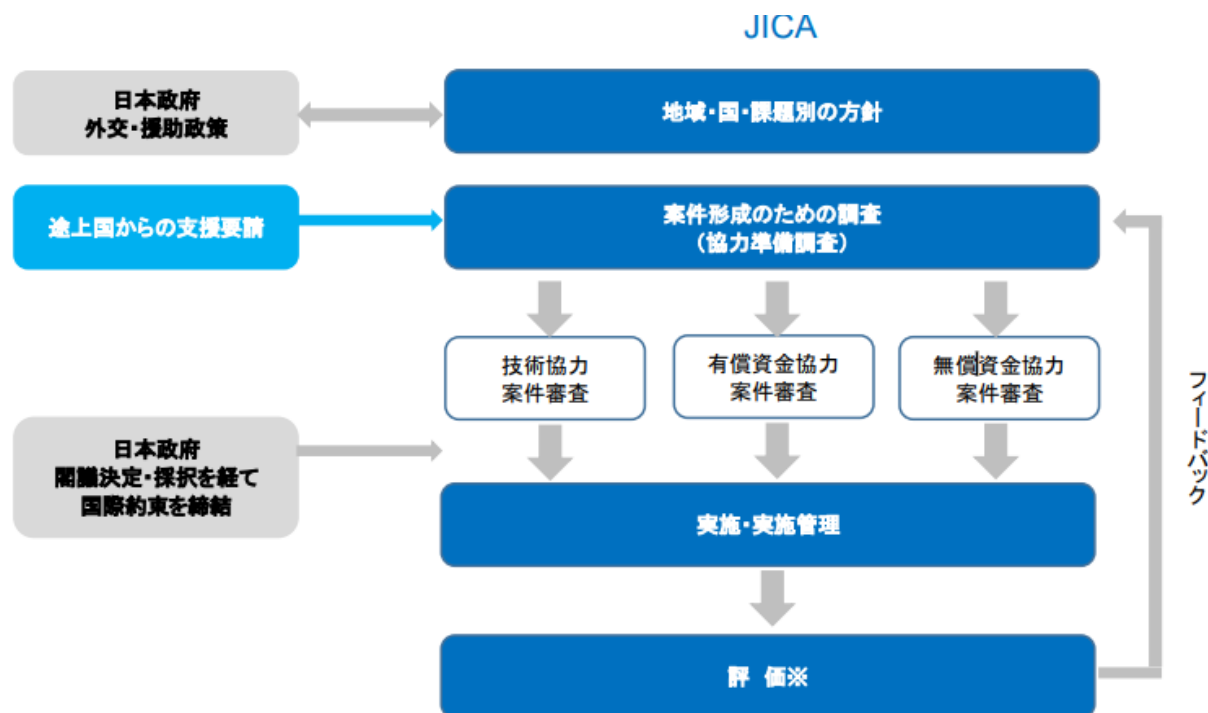 JICA
日本政府
外交・援助政策
地域・国・課題別の方針
途上国からの支援要請
案件形成のための調査
（協力準備調査）
技術協力
案件審査
有償資金協力
案件審査
無償資金協力
案件審査
フィードバック
日本政府
閣議決定・採択を経て
国際約束を締結
実施・実施管理
評 価※